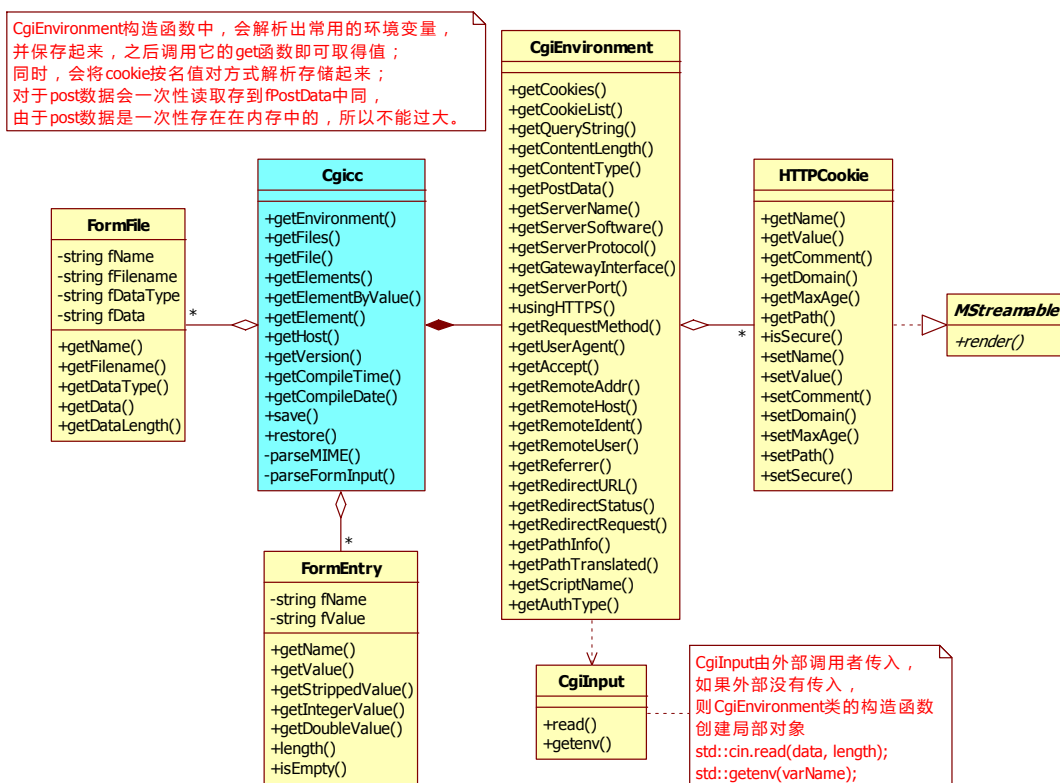 CgiEnvironment构造函数中，会解析出常用的环境变量，
并保存起来，之后调用它的get函数即可取得值；
同时，会将cookie按名值对方式解析存储起来；
对于post数据会一次性读取存到fPostData中同，
由于post数据是一次性存在在内存中的，所以不能过大。
FormFile
-string fName
-string fFilename
-string fDataType
-string fData
+getName()
+getFilename()
+getDataType()
+getData()
+getDataLength()
*
Cgicc
+getEnvironment()
+getFiles()
+getFile()
+getElements()
+getElementByValue()
+getElement()
+getHost()
+getVersion()
+getCompileTime()
+getCompileDate()
+save()
+restore()
-parseMIME()
-parseFormInput()
*
FormEntry
-string fName
-string fValue
+getName()
+getValue()
+getStrippedValue()
+getIntegerValue()
+getDoubleValue()
+length()
+isEmpty()
CgiEnvironment
+getCookies()
+getCookieList()
+getQueryString()
+getContentLength()
+getContentType()
+getPostData()
+getServerName()
+getServerSoftware()
+getServerProtocol()
+getGatewayInterface()
+getServerPort()
+usingHTTPS()
+getRequestMethod()
+getUserAgent()
+getAccept()
+getRemoteAddr()
+getRemoteHost()
+getRemoteIdent()
+getRemoteUser()
+getReferrer()
+getRedirectURL()
+getRedirectStatus()
+getRedirectRequest()
+getPathInfo()
+getPathTranslated()
+getScriptName()
+getAuthType()
*
HTTPCookie
+getName()
+getValue()
+getComment()
+getDomain()
+getMaxAge()
+getPath()
+isSecure()
+setName()
+setValue()
+setComment()
+setDomain()
+setMaxAge()
+setPath()
+setSecure()
MStreamable
+render()
CgiInput
+read()
+getenv()
CgiInput由外部调用者传入，
如果外部没有传入，
则CgiEnvironment类的构造函数
创建局部对象
std::cin.read(data, length);
std::getenv(varName);